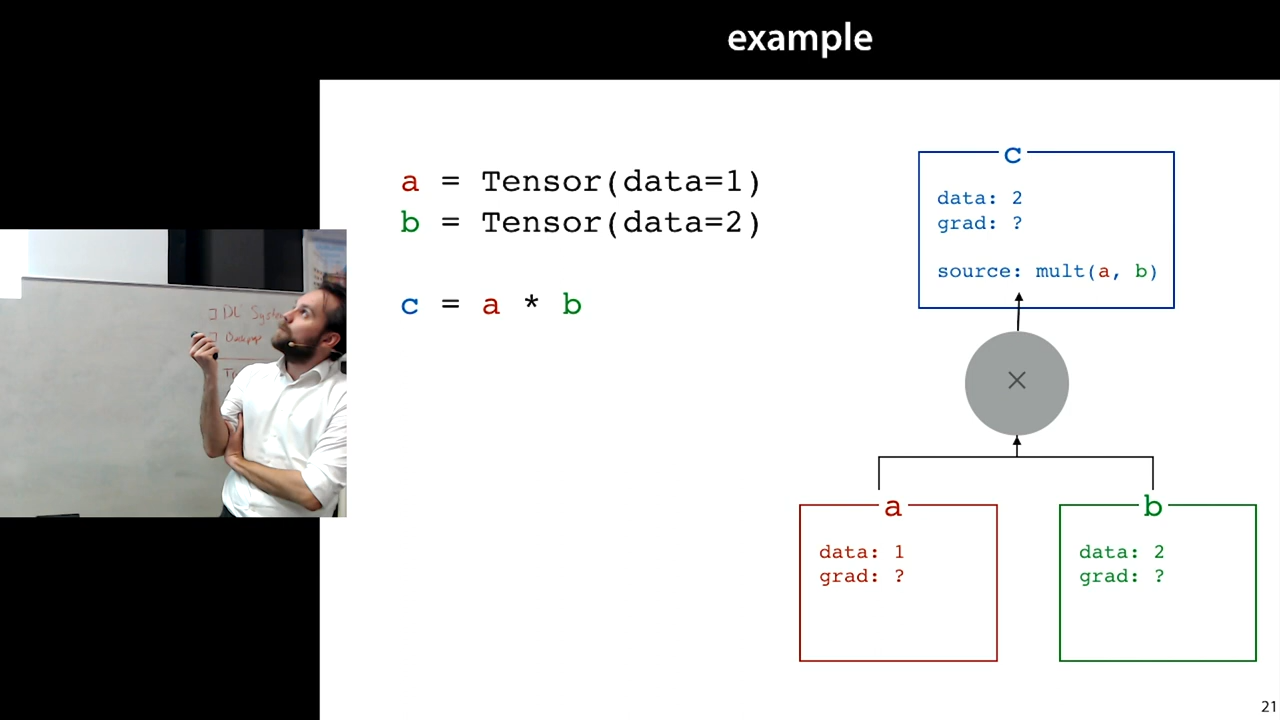 example
a = Tensor(data=1)
b = Tensor(data=2)
c = a * b
c
data: 2
grad: ?
source: mult(a, b)
×
a
data: 1
grad: ?
b
data: 2
grad: ?
DL
21